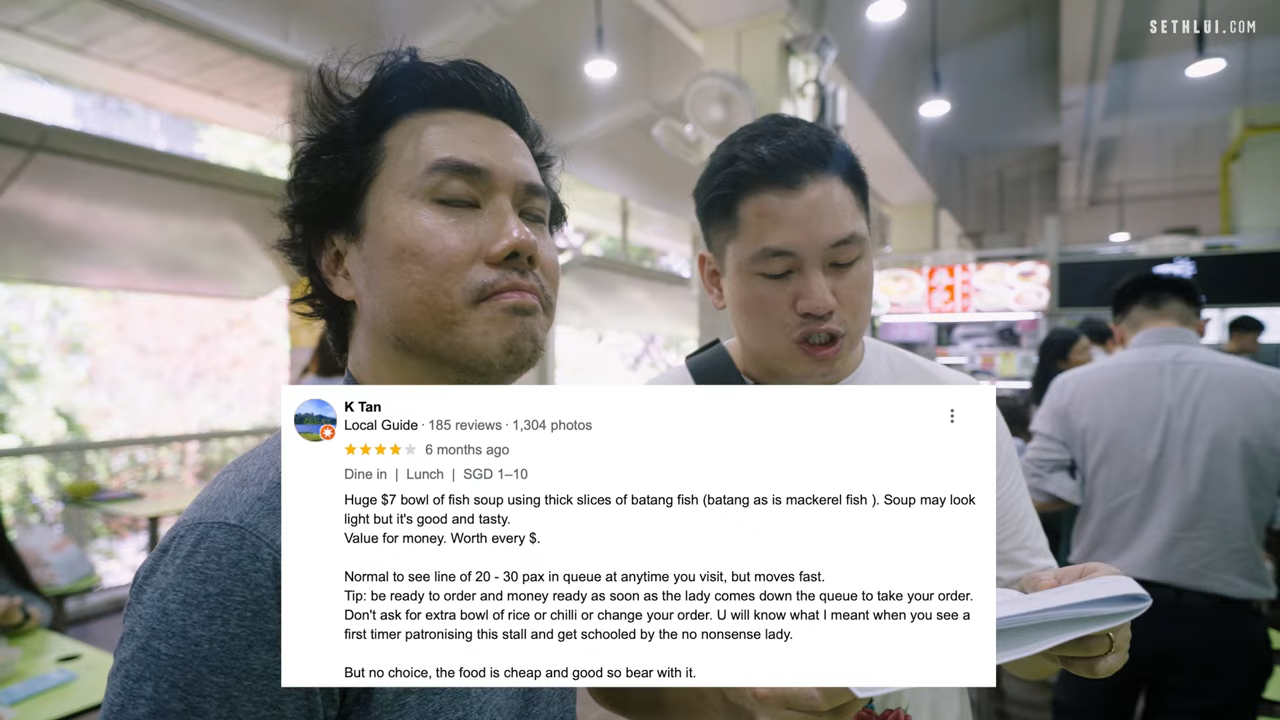 SETHLUI.COM
K Tan
Local Guide · 185 reviews · 1,304 photos
6 months ago
Dine in | Lunch | SGD 1–10
Huge $7 bowl of fish soup using thick slices of batang fish (batang as is mackerel fish ). Soup may look
light but it's good and tasty.
Value for money. Worth every $.
Normal to see line of 20 - 30 pax in queue at anytime you visit, but moves fast.
Tip: be ready to order and money ready as soon as the lady comes down the queue to take your order.
Don't ask for extra bowl of rice or chilli or change your order. U will know what I meant when you see a
first timer patronising this stall and get schooled by the no nonsense lady.
But no choice, the food is cheap and good so bear with it.